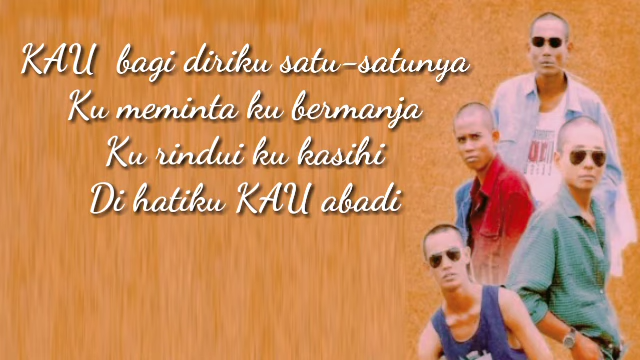 KAU bagi diriku satu-satunya
Ku meminta ku bermanja
Ku rindui ku kasihi
Di hatiku KAU abadi